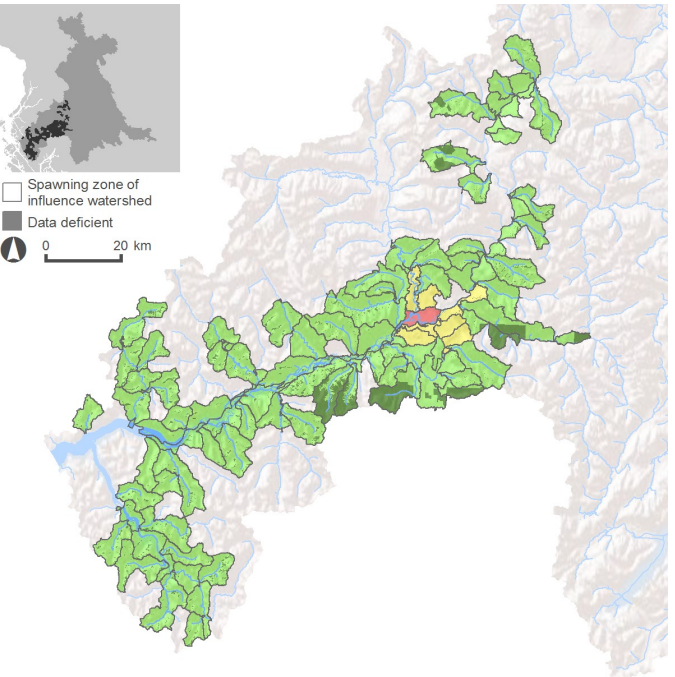 Spawning zone of
influence watershed
Data deficient
0 20 km